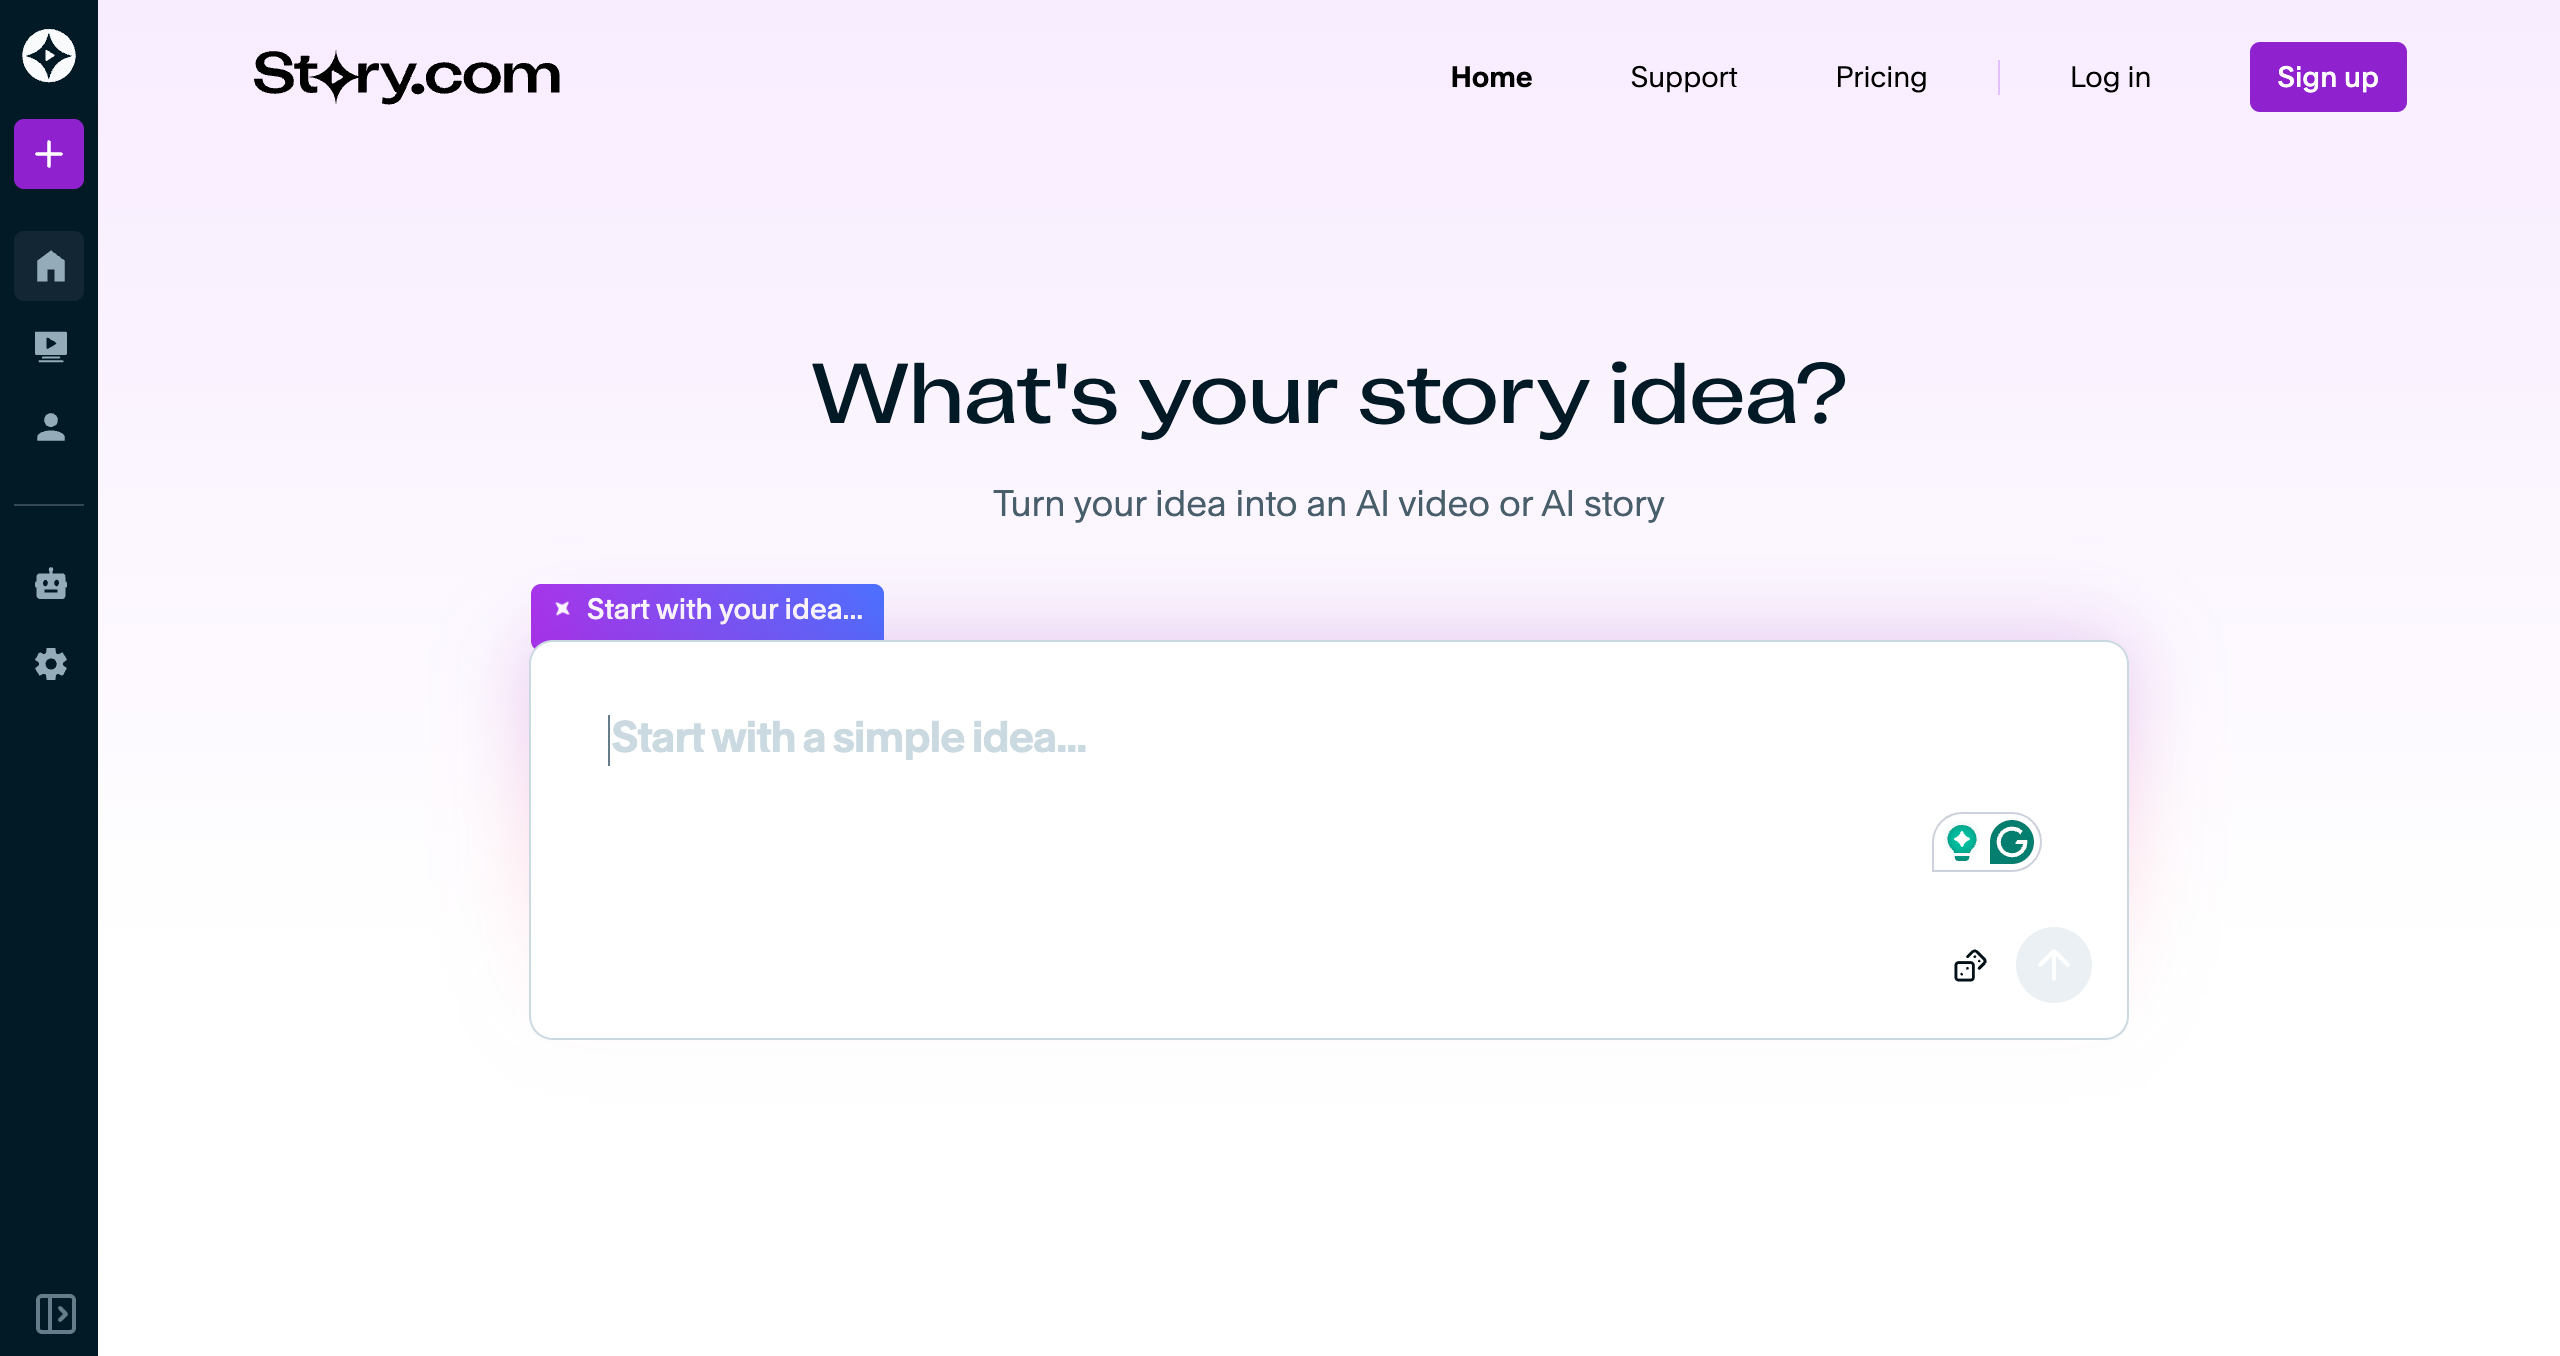 Story.com
Home
Support
Pricing
Log in
Sign up
What's your story idea?
Turn your idea into an AI video or AI story
Start with your idea...
Start with a simple idea...